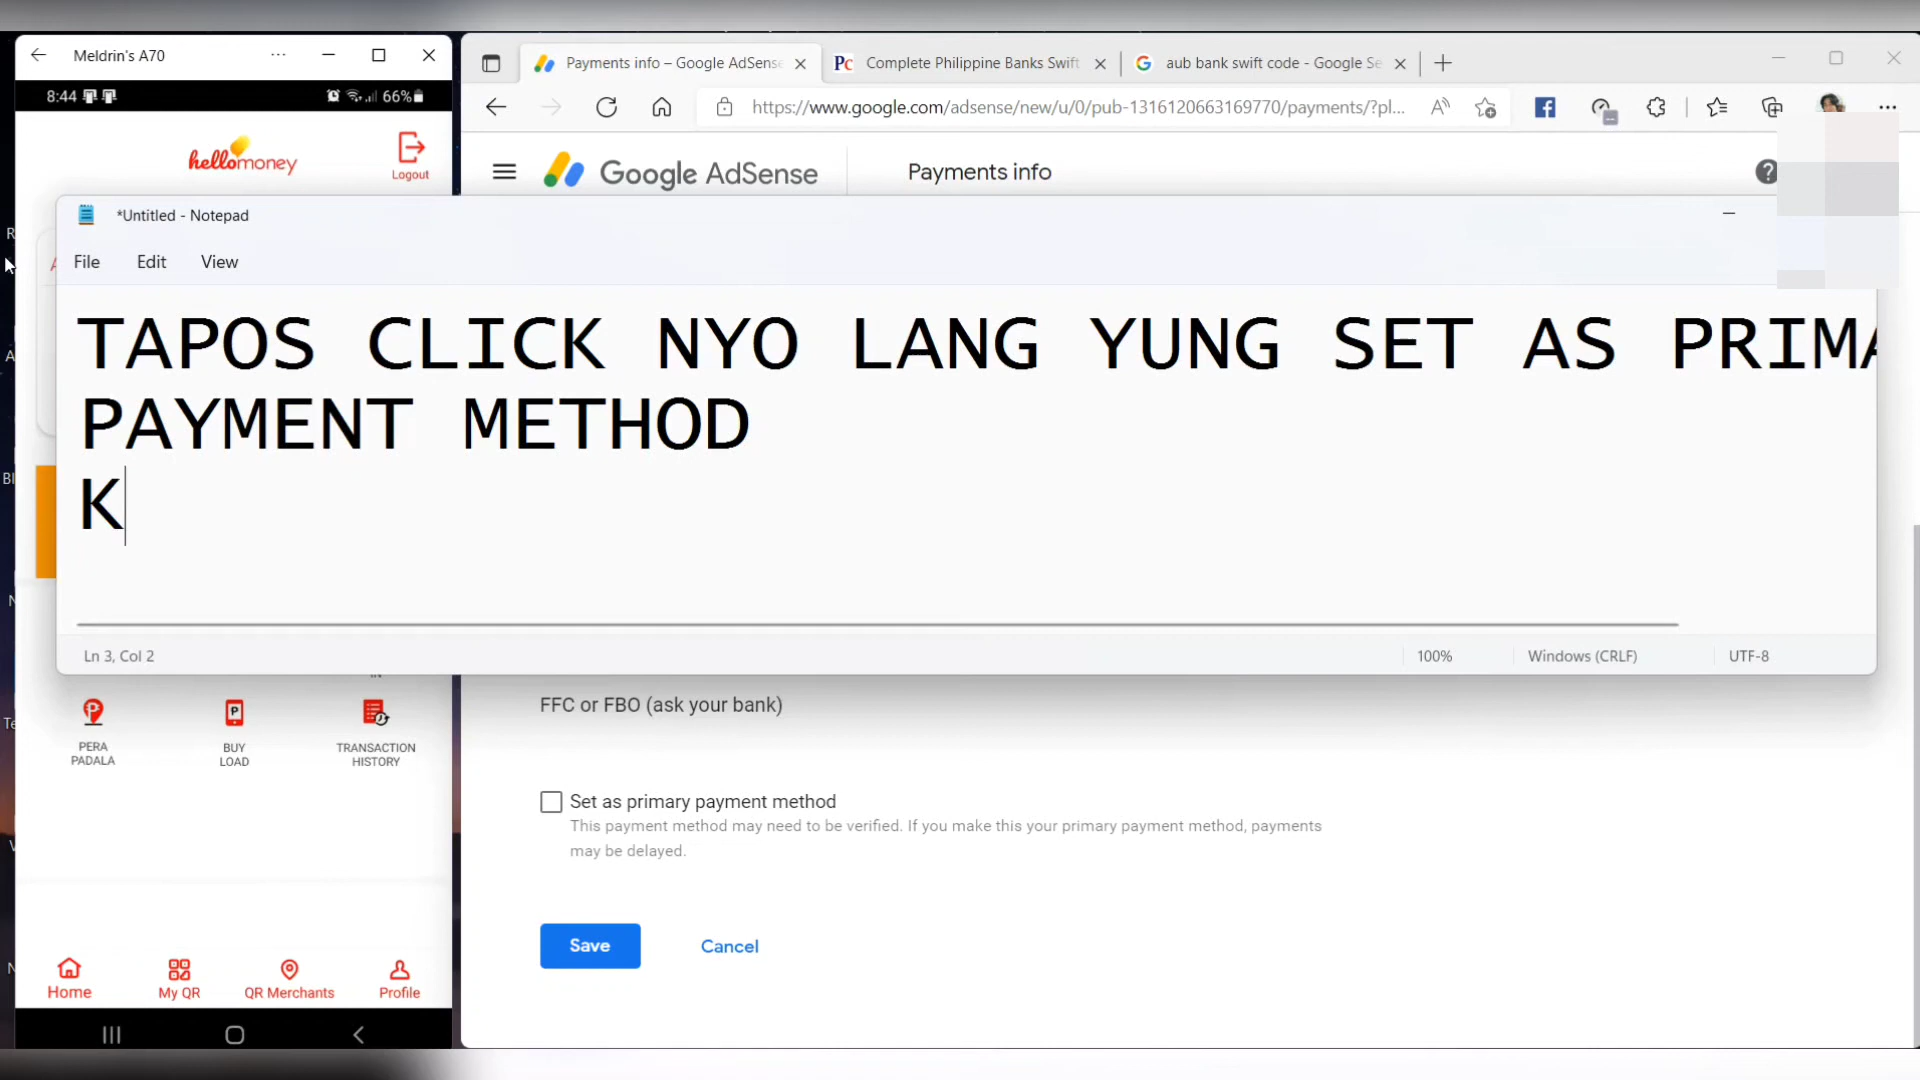 Meldrin's A70
Payments info – Google AdSense
Complete Philippine Banks Swift
aub bank swift code - Google Se
8:44
66%
https://www.google.com/adsense/new/u/0/pub-1316120663169770/payments/?pl...
hellomoney
Logout
Google AdSense
Payments info
*Untitled - Notepad
File Edit View
TAPOS CLICK NYO LANG YUNG SET AS PRIMA
PAYMENT METHOD
K
Ln 3, Col 2
100%
Windows (CRLF)
UTF-8
PERA
PADALA
BUY
LOAD
TRANSACTION
HISTORY
FFC or FBO (ask your bank)
Set as primary payment method
This payment method may need to be verified. If you make this your primary payment method, payments
may be delayed.
Save
Cancel
Home
My QR
QR Merchants
Profile